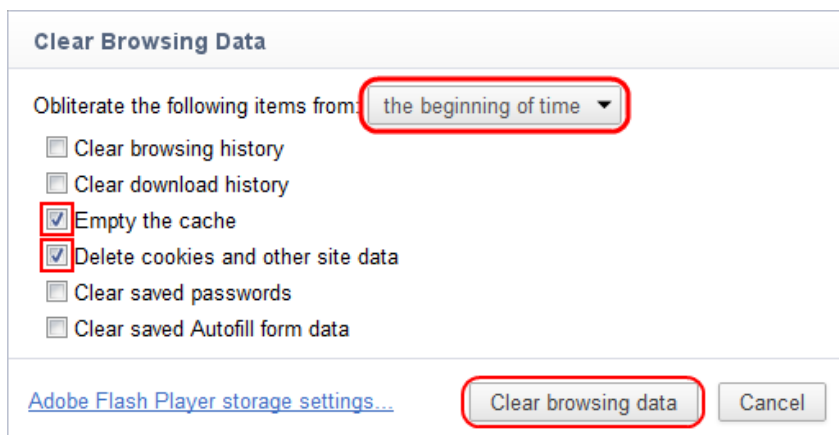 Clear Browsing Data
Obliterate the following items from: the beginning of time
Clear browsing history
Clear download history
Empty the cache
Delete cookies and other site data
Clear saved passwords
Clear saved Autofill form data
Adobe Flash Player storage settings... Clear browsing data Cancel